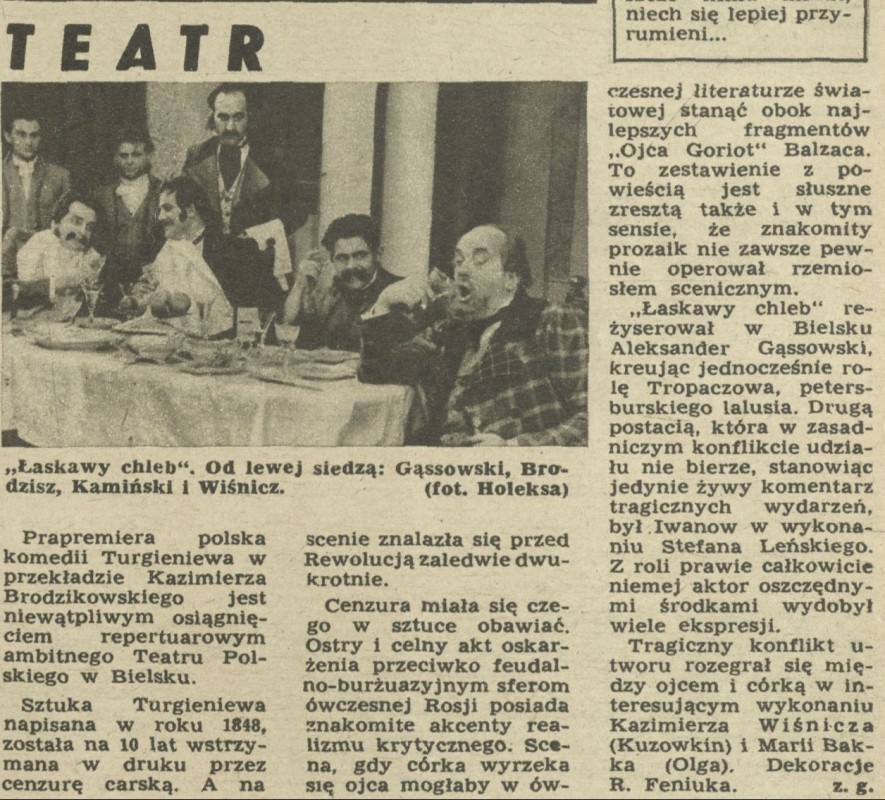 TEATR
niech się lepiej przy-
rumieni...
„Łaskawy chleb“. Od lewej siedzą: Gąssowski, Bro-
dzisz, Kamiński i Wiśnicz. (fot. Holeksa)
Prapremiera polska
komedii Turgieniewa w
przekładzie Kazimierza
Brodzikowskiego jest
niewątpliwym osiągnię-
ciem repertuarowym
ambitnego Teatru Pol-
skiego w Bielsku.
Sztuka Turgieniewa
napisana w roku 1848,
została na 10 lat wstrzy-
mana w druku przez
cenzurę carską. A na
scenie znalazła się przed
Rewolucją zaledwie dwu-
krotnie.
Cenzura miała się cze-
go w sztuce obawiać.
Ostry i celny akt oskar-
żenia przeciwko feudal-
no-burżuazyjnym sferom
ówczesnej Rosji posiada
znakomite akcenty rea-
lizmu krytycznego. Sce-
na, gdy córka wyrzeka
się ojca mogłaby w ów-
czesnej literaturze świa-
towej stanąć obok naj-
lepszych fragmentów
„Ojca Goriot“ Balzaca.
To zestawienie z po-
wieścią jest słuszne
zresztą także i w tym
sensie, że znakomity
prozaik nie zawsze pew-
nie operował rzemio-
słem scenicznym.
„Łaskawy chleb“ re-
żyserował w Bielsku
Aleksander Gąssowski,
kreując jednocześnie ro-
lę Tropaczowa, peters-
burskiego lalusia. Drugą
postacią, która w zasad-
niczym konflikcie udzia-
łu nie bierze, stanowiąc
jedynie żywy komentarz
tragicznych wydarzeń,
był Iwanow w wykona-
niu Stefana Leńskiego.
Z roli prawie całkowicie
niemej aktor oszczędny-
mi środkami wydobył
wiele ekspresji.
Tragiczny konflikt u-
tworu rozegrał się mię-
dzy ojcem i córką w in-
teresującym wykonaniu
Kazimierza Wiśnicza
(Kuzowkin) i Marii Bak-
ka (Olga). Dekoracje
R. Feniuka. z. g.